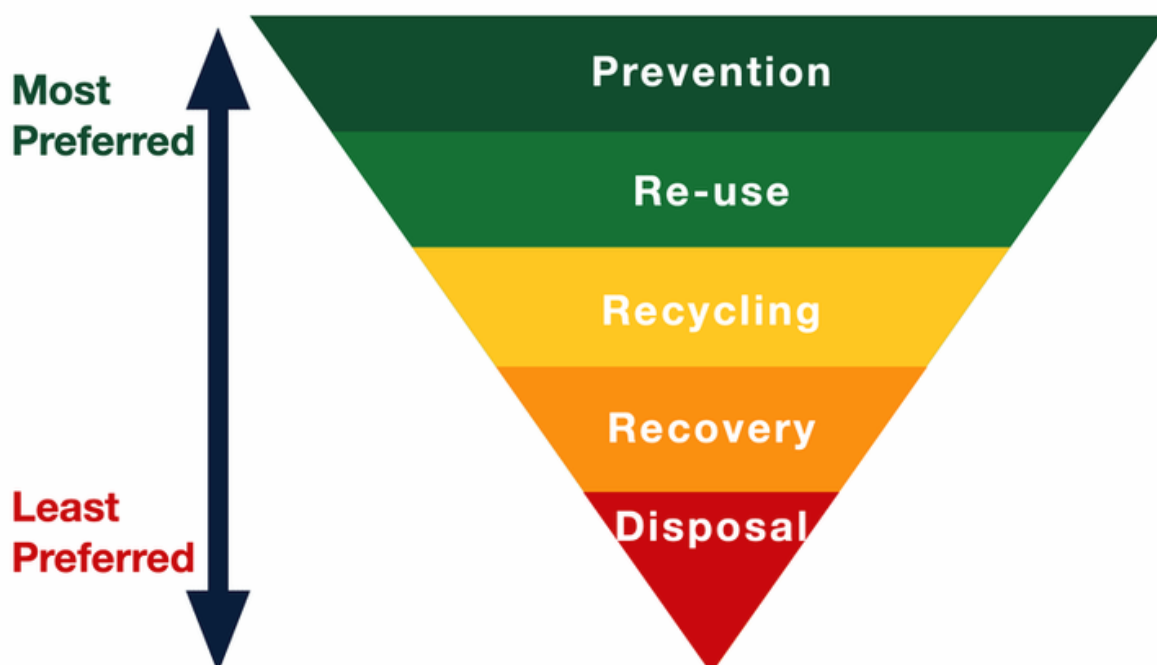 Most
Preferred
Prevention
Re-use
Recycling
Recovery
Least
Preferred
Disposal